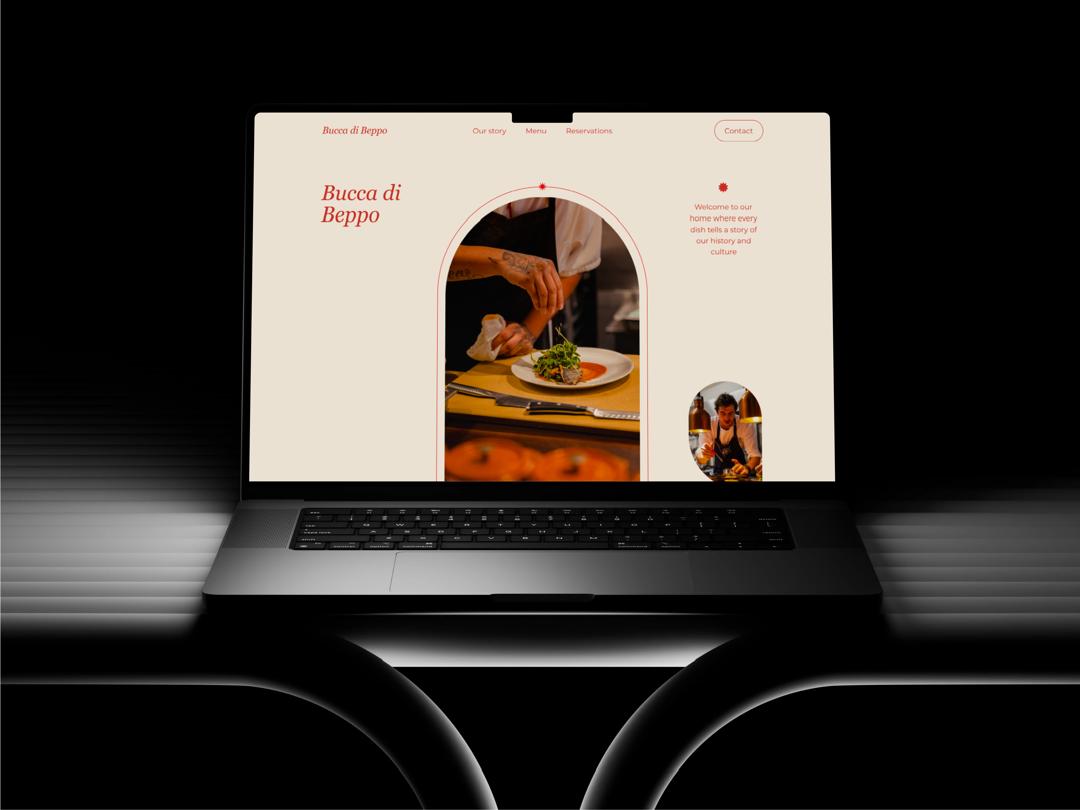 Bucca di Beppo
Our story
Menu
Reservations
Contact
Bucca di
Beppo
Welcome to our
home where every
dish tells a story of
our history and
culture